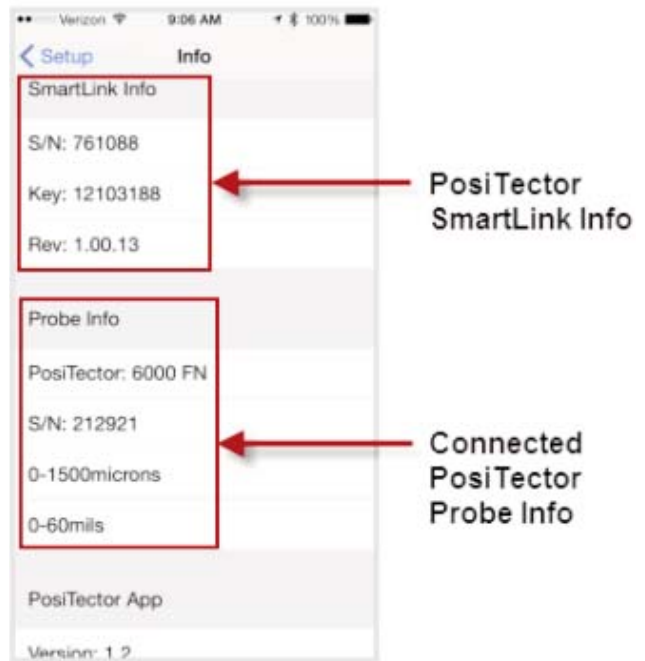 Verizon 9:06 AM 100%
Setup Info
SmartLink Info
S/N: 761088
Key: 12103188
Rev: 1.00.13
PosiTector
SmartLink Info
Probe Info
PosiTector: 6000 FN
S/N: 212921
0-1500microns
0-60mils
Connected
PosiTector
Probe Info
PosiTector App
Version: 1.2